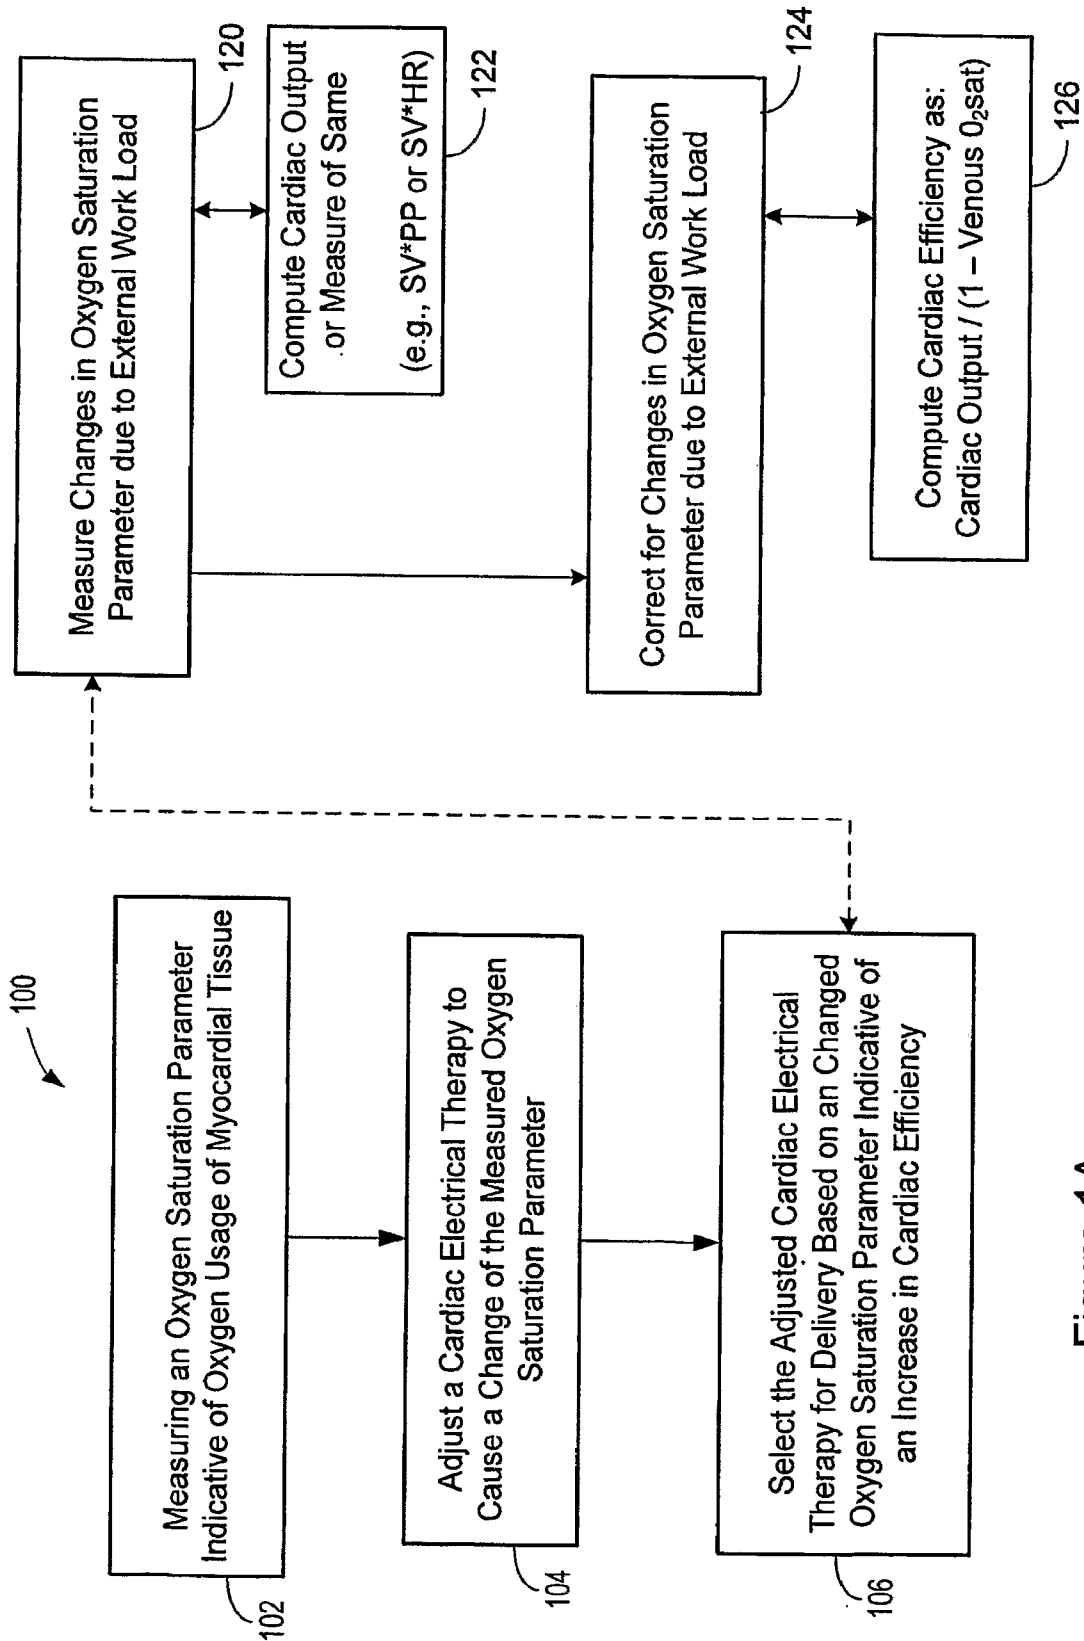 100
Measuring an Oxygen Saturation Parameter
Indicative of Oxygen Usage of Myocardial Tissue
102
Adjust a Cardiac Electrical Therapy to
Cause a Change of the Measured Oxygen
Saturation Parameter
104
Select the Adjusted Cardiac Electrical
Therapy for Delivery Based on an Changed
Oxygen Saturation Parameter Indicative of
an Increase in Cardiac Efficiency
106
Measure Changes in Oxygen Saturation
Parameter due to External Work Load
120
Compute Cardiac Output
or Measure of Same
(e.g., SV*PP or SV*HR)
122
Correct for Changes in Oxygen Saturation
Parameter due to External Work Load
124
Compute Cardiac Efficiency as:
Cardiac Output / (1 – Venous O₂sat)
126
Figure 1A